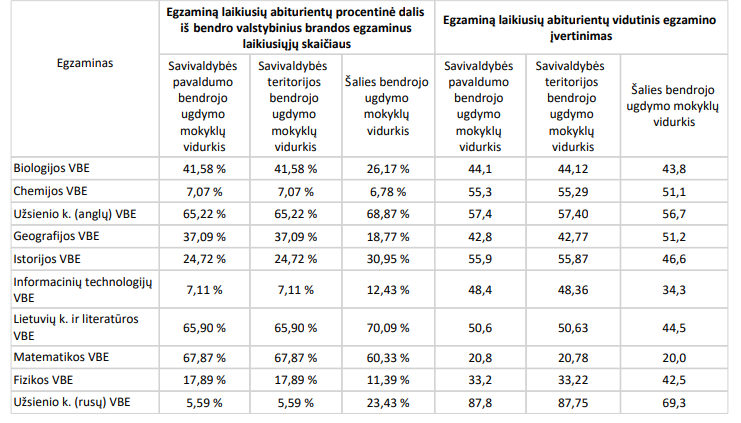 Egzaminas
Egzaminą laikiusių abiturientų procentinė dalis
iš bendro valstybinius brandos egzaminus
laikiusiųjų skaičiaus
Egzaminą laikiusių abiturientų vidutinis egzamino
įvertinimas
Savivaldybės
pavaldumo
bendrojo
ugdymo
mokyklų
vidurkis
Savivaldybės
teritorijos
bendrojo
ugdymo
mokyklų
vidurkis
Šalies bendrojo
ugdymo
mokyklų
vidurkis
Savivaldybės
pavaldumo
bendrojo
ugdymo
mokyklų
vidurkis
Savivaldybės
teritorijos
bendrojo
ugdymo
mokyklų
vidurkis
Šalies bendrojo
ugdymo mokyklų
vidurkis
Biologijos VBE 41,58 % 41,58 % 26,17 % 44,1 44,12 43,8
Chemijos VBE 7,07 % 7,07 % 6,78 % 55,3 55,29 51,1
Užsienio k. (anglų) VBE 65,22 % 65,22 % 68,87 % 57,4 57,40 56,7
Geografijos VBE 37,09 % 37,09 % 18,77 % 42,8 42,77 51,2
Istorijos VBE 24,72 % 24,72 % 30,95 % 55,9 55,87 46,6
Informacinių technologijų
VBE 7,11 % 7,11 % 12,43 % 48,4 48,36 34,3
Lietuvių k. ir literatūros
VBE 65,90 % 65,90 % 70,09 % 50,6 50,63 44,5
Matematikos VBE 67,87 % 67,87 % 60,33 % 20,8 20,78 20,0
Fizikos VBE 17,89 % 17,89 % 11,39 % 33,2 33,22 42,5
Užsienio k. (rusų) VBE 5,59 % 5,59 % 23,43 % 87,8 87,75 69,3